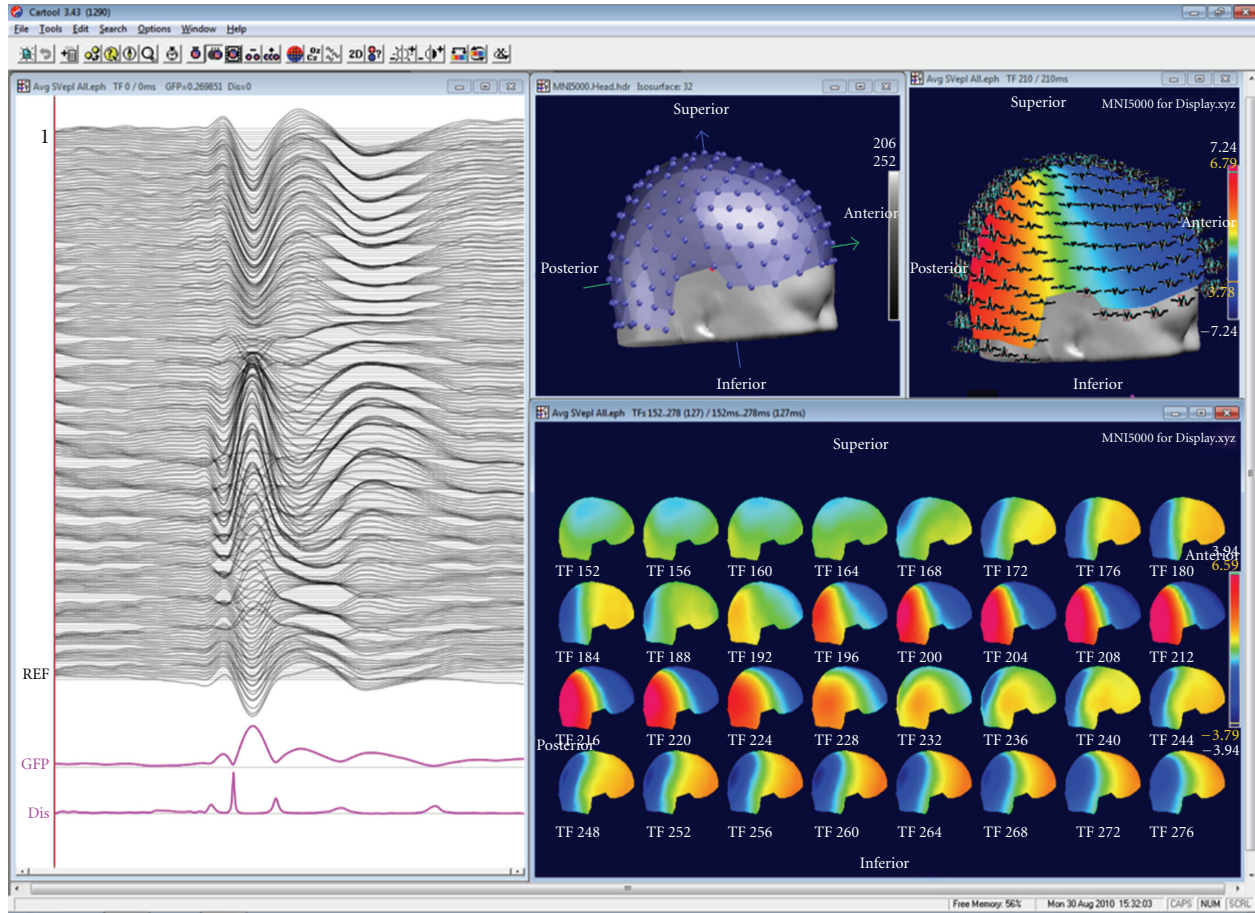 Cartool 3.43 (1290)
File Tools Edit Search Options Window Help
Oz
Cz
2D
Avg SVepI All.eph TF 0 / 0ms GFP=0.269851 Dis=0
1
REF
GFP
Dis
MNI5000.Head.hdr Isosurface: 32
Superior
206
252
Anterior
Posterior
Inferior
Avg SVepI All.eph TF 210 / 210ms
Superior
MNI5000 for Display.xyz
7.24
6.79
Anterior
Posterior
3.78
−7.24
Inferior
Avg SVepI All.eph TFs 152..278 (127) / 152ms..278ms (127ms)
MNI5000 for Display.xyz
Superior
TF 152 TF 156 TF 160 TF 164 TF 168 TF 172 TF 176 TF 180
Anterior
3.94
6.59
TF 184 TF 188 TF 192 TF 196 TF 200 TF 204 TF 208 TF 212
TF 216 TF 220 TF 224 TF 228 TF 232 TF 236 TF 240 TF 244
Posterior
−3.79
−3.94
TF 248 TF 252 TF 256 TF 260 TF 264 TF 268 TF 272 TF 276
Inferior
Free Memory: 56% Mon 30 Aug 2010 15:32:03 CAPS NUM SCRL